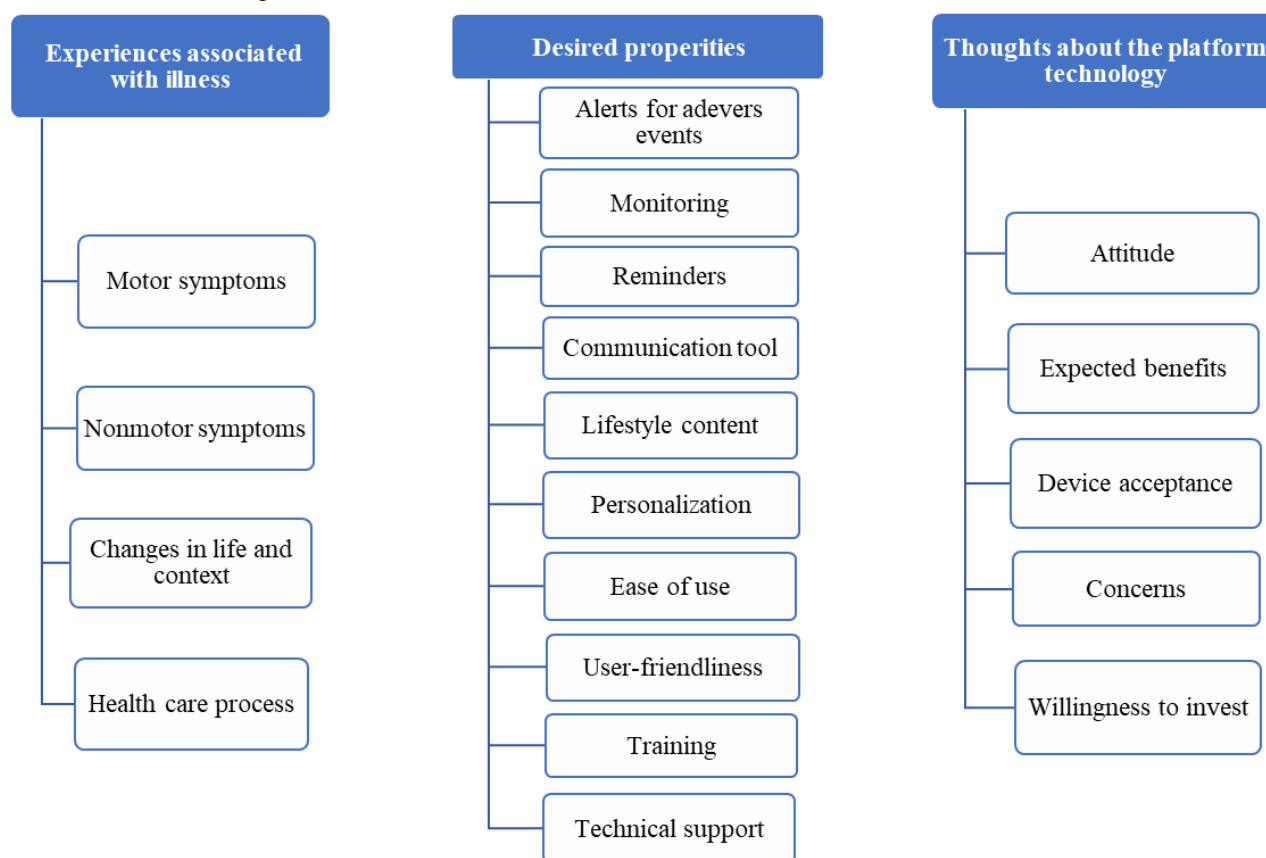 Experiences associated
with illness
Motor symptoms
Nonmotor symptoms
Changes in life and
context
Health care process
Desired properities
Alerts for adevers
events
Monitoring
Reminders
Communication tool
Lifestyle content
Personalization
Ease of use
User-friendliness
Training
Technical support
Thoughts about the platform
technology
Attitude
Expected benefits
Device acceptance
Concerns
Willingness to invest